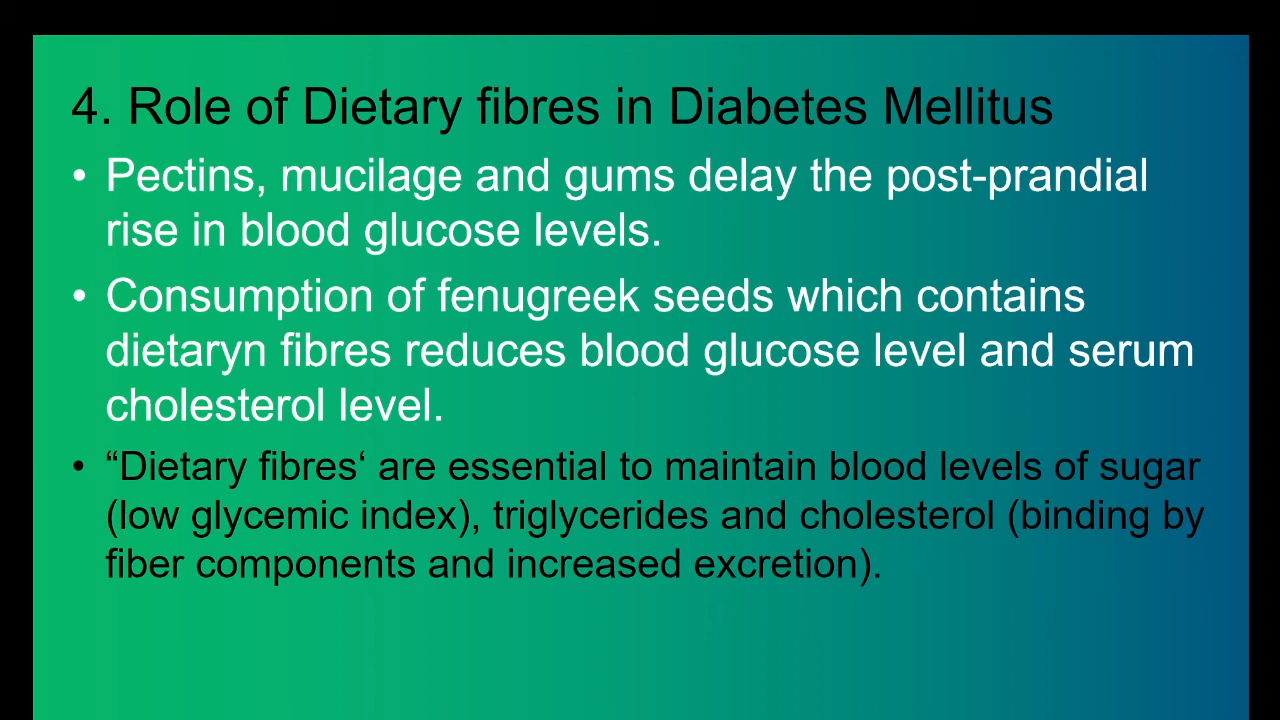 4. Role of Dietary fibres in Diabetes Mellitus
• Pectins, mucilage and gums delay the post-prandial
rise in blood glucose levels.
• Consumption of fenugreek seeds which contains
dietaryn fibres reduces blood glucose level and serum
cholesterol level.
• “Dietary fibres‘ are essential to maintain blood levels of sugar
(low glycemic index), triglycerides and cholesterol (binding by
fiber components and increased excretion).